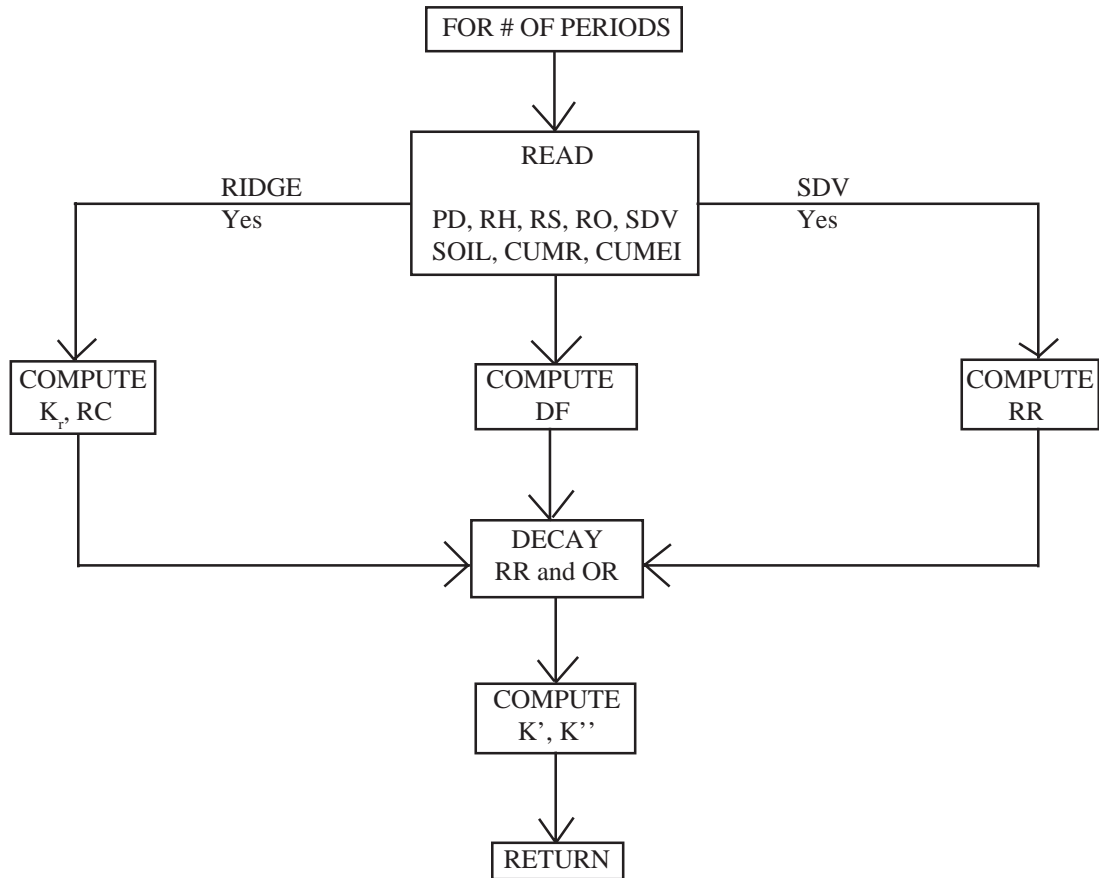 FOR # OF PERIODS
READ
RIDGE
Yes
SDV
Yes
PD, RH, RS, RO, SDV
SOIL, CUMR, CUMEI
COMPUTE
Kr, RC
COMPUTE
DF
COMPUTE
RR
DECAY
RR and OR
COMPUTE
K’, K’’
RETURN